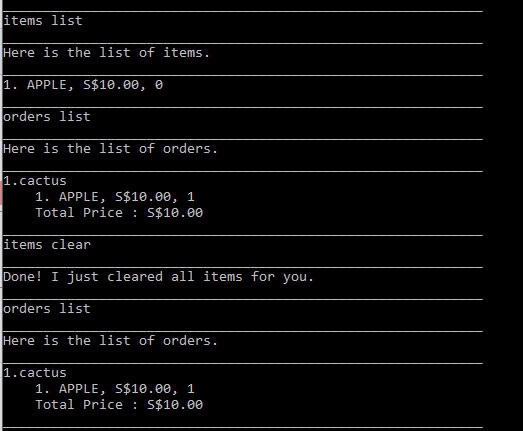 items list
Here is the list of items.
1. APPLE, S$10.00, 0
orders list
Here is the list of orders.
1.cactus
    1. APPLE, S$10.00, 1
    Total Price : S$10.00
items clear
Done! I just cleared all items for you.
orders list
Here is the list of orders.
1.cactus
    1. APPLE, S$10.00, 1
    Total Price : S$10.00